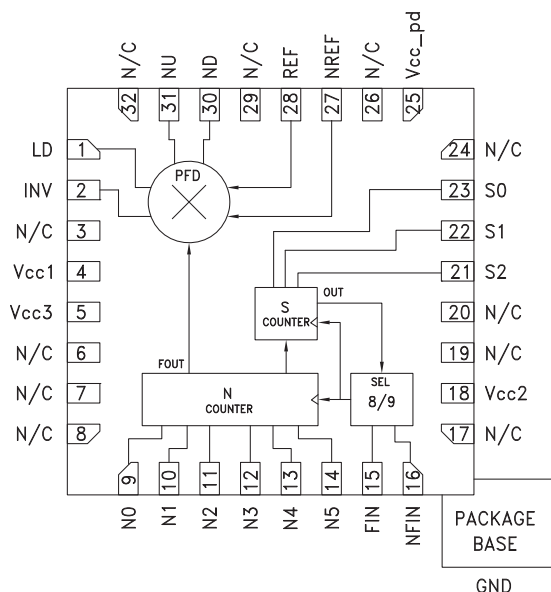 N/C
NU
ND
N/C
REF
NREF
N/C
Vcc_pd
32
31
30
29
28
27
26
25
LD 1
INV 2
N/C 3
Vcc1 4
Vcc3 5
N/C 6
N/C 7
N/C 8
PFD
24 N/C
23 S0
22 S1
21 S2
20 N/C
19 N/C
18 Vcc2
17 N/C
OUT
S
COUNTER
FOUT
N
COUNTER
SEL
8/9
9
10
11
12
13
14
15
16
N0
N1
N2
N3
N4
N5
FIN
NFIN
PACKAGE
BASE
GND